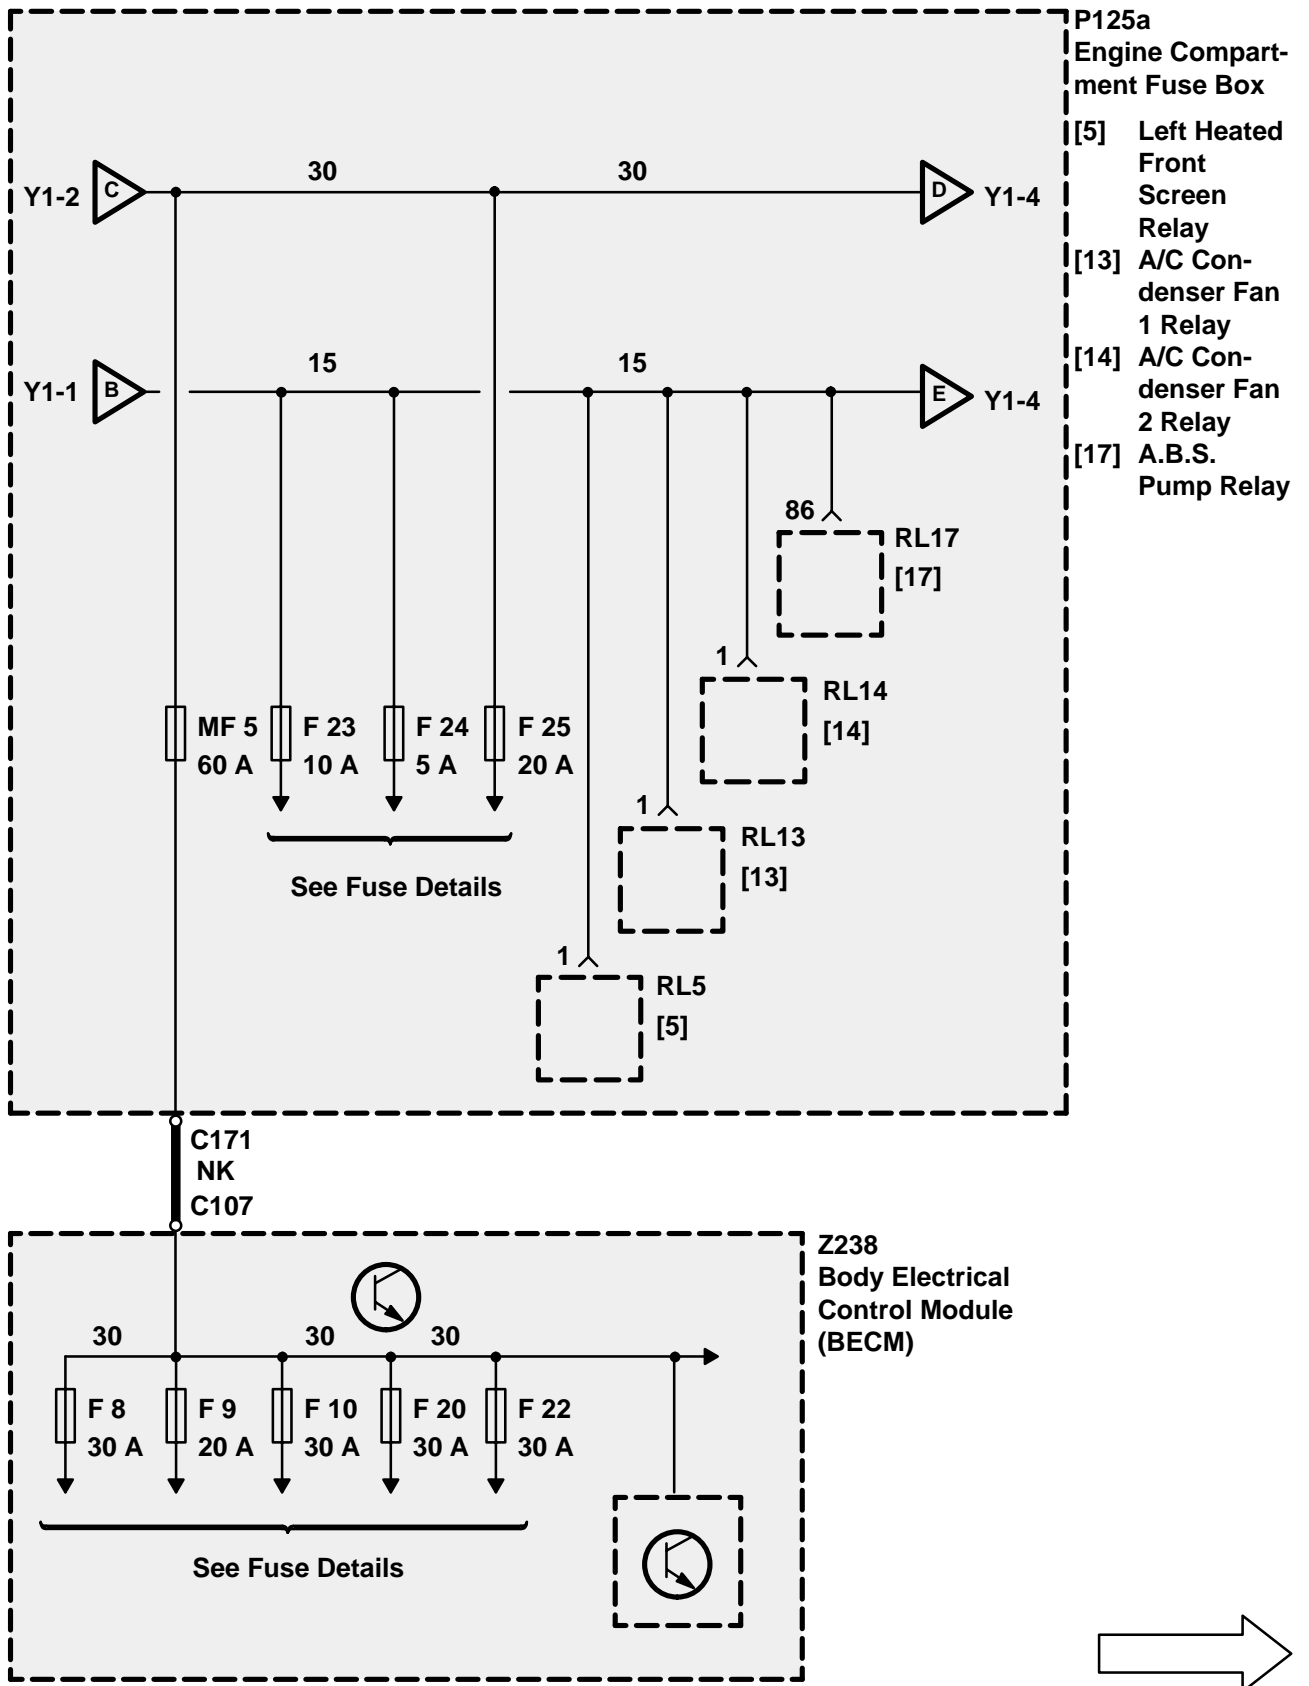 P125a
Engine Compart-
ment Fuse Box
[5] Left Heated
Front
Screen
Relay
[13] A/C Con-
denser Fan
1 Relay
[14] A/C Con-
denser Fan
2 Relay
[17] A.B.S.
Pump Relay
Y1-2 C 30 30 D Y1-4
Y1-1 B 15 15 E Y1-4
86
RL17
[17]
1
RL14
[14]
MF 5 F 23 F 24 F 25
60 A 10 A 5 A 20 A
1
RL13
[13]
See Fuse Details
1
RL5
[5]
C171
NK
C107
Z238
Body Electrical
Control Module
(BECM)
30 30 30
F 8 F 9 F 10 F 20 F 22
30 A 20 A 30 A 30 A 30 A
See Fuse Details